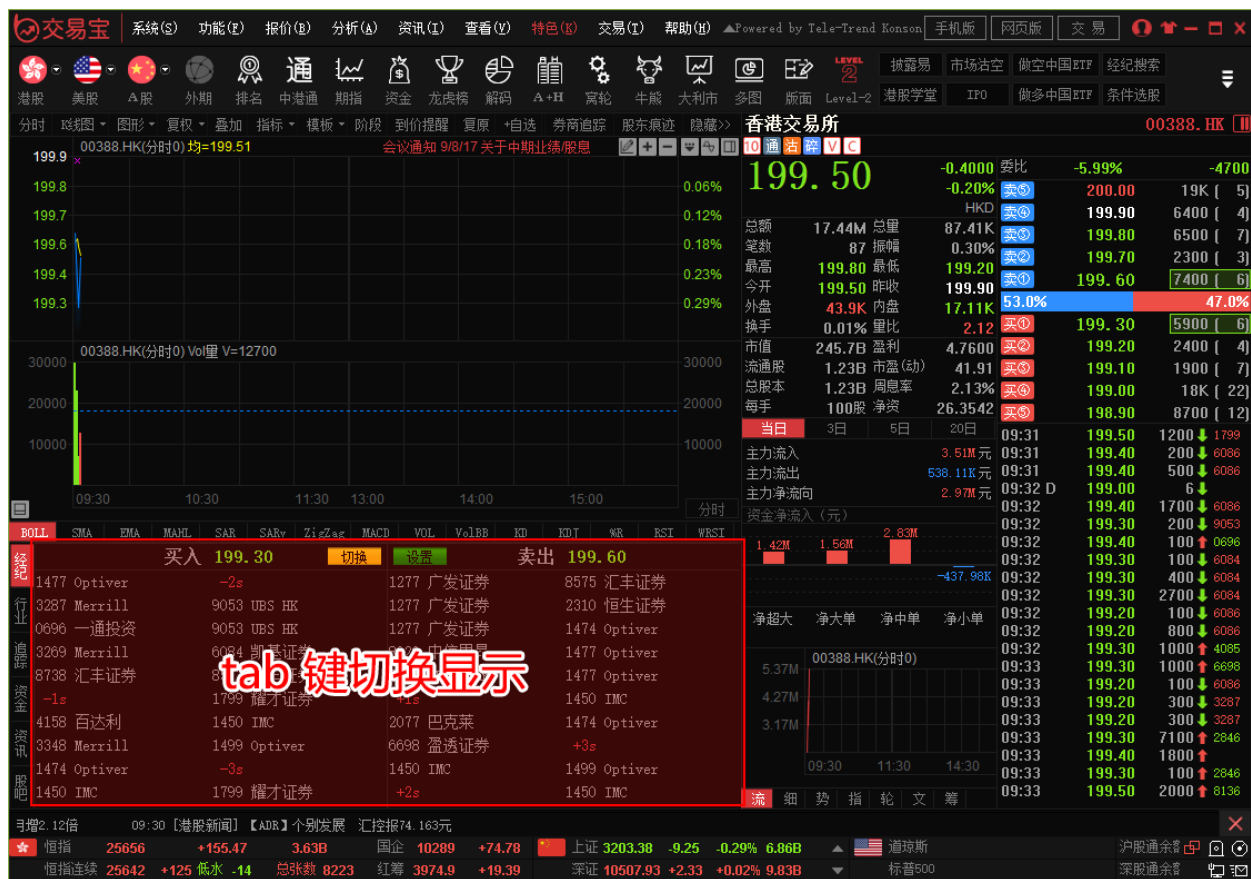 交易宝 系统(S) 功能(F) 报价(B) 分析(A) 资讯(I) 查看(V) 特色(K) 交易(T) 帮助(H) ▲Powered by Tele-Trend Konson 手机版 网页版 交 易
披露易 市场沽空 做空中国ETF 经纪搜索
港股 美股 A股 外期 排名 中港通 期指 资金 龙虎榜 解码 A+H 窝轮 牛熊 大利市 多图 版面 Level-2 港股学堂 IPO 做多中国ETF 条件选股
分时 K线图 图形 复权 叠加 指标 模板 阶段 到价提醒 复原 +自选 券商追踪 股东痕迹 隐藏>>
香港交易所 00388.HK
00388.HK(分时0) 均=199.51 会议通知 9/8/17 关于中期业绩/股息
10 通 沽 碎 V C
199.9
199.8 0.06%
199.7 0.12%
199.6 0.18%
199.4 0.23%
199.3 0.29%
00388.HK(分时0) Vol量 V=12700
30000 30000
20000 20000
10000 10000
09:30 10:30 11:30 13:00 14:00 15:00 分时
199.50 -0.4000
-0.20%
HKD
总额 17.44M 总量 87.41K
笔数 87 振幅 0.30%
最高 199.80 最低 199.20
今开 199.50 昨收 199.90
外盘 43.9K 内盘 17.11K
换手 0.01% 量比 2.12
市值 245.7B 盈利 4.7600
流通股 1.23B 市盈(动) 41.91
总股本 1.23B 周息率 2.13%
每手 100股 净资 26.3542
当日 3日 5日 20日
主力流入 3.51M元
主力流出 538.11K元
主力净流向 2.97M元
资金净流入（元）
1.42M 1.56M 2.83M
-437.98K
净超大 净大单 净中单 净小单
00388.HK(分时0)
5.37M
4.27M
3.17M
09:30 11:30 14:30
流 细 势 指 轮 文 筹
委比 -5.99% -4700
卖⑤ 200.00 19K ( 5)
卖④ 199.90 6400 ( 4)
卖③ 199.80 6500 ( 7)
卖② 199.70 2300 ( 3)
卖① 199.60 7400 ( 6)
53.0% 47.0%
买① 199.30 5900 ( 6)
买② 199.20 2400 ( 4)
买③ 199.10 1900 ( 7)
买④ 199.00 18K ( 22)
买⑤ 198.90 8700 ( 12)
09:31 199.50 1200 1799
09:31 199.40 200 6086
09:31 199.40 500 6086
09:32 D 199.00 6
09:32 199.40 1700 6086
09:32 199.30 200 9053
09:32 199.40 100 0696
09:32 199.30 100 6084
09:32 199.30 400 6084
09:32 199.30 2700 6084
09:32 199.20 100 6086
09:32 199.20 800 6086
09:32 199.30 1000 4085
09:33 199.30 1000 6698
09:33 199.20 100 6086
09:33 199.20 300 3287
09:33 199.20 300 3287
09:33 199.30 7100 2846
09:33 199.40 1800
09:33 199.30 100 2846
09:33 199.50 2000 8136
BOLL SMA EMA MAHL SAR SARv ZigZag MACD VOL VolBB KD KDJ %R RSI WRSI
经纪 行业 追踪 资金 资讯 股吧
买入 199.30 切换 设置 卖出 199.60
1477 Optiver -2s 1277 广发证券 8575 汇丰证券
3287 Merrill 9053 UBS HK 1277 广发证券 2310 恒生证券
0696 一通投资 9053 UBS HK 1277 广发证券 1474 Optiver
3269 Merrill 6084 凯基证券 1477 Optiver
8738 汇丰证券 1477 Optiver
-1s 1799 耀才证券 +1s 1450 IMC
4158 百达利 1450 IMC 2077 巴克莱 1474 Optiver
3348 Merrill 1499 Optiver 6698 盈透证券 +3s
1474 Optiver -3s 1450 IMC 1499 Optiver
1450 IMC 1799 耀才证券 +2s 1450 IMC
tab 键切换显示
增2.12倍 09:30 [港股新闻] 【ADR】个别发展 汇控报74.163元
恒指 25656 +155.47 3.63B 国企 10289 +74.78 上证 3203.38 -9.25 -0.29% 6.86B 道琼斯 沪股通余
恒指连续 25642 +125 低水 -14 总张数 8223 红筹 3974.9 +19.39 深证 10507.93 +2.33 +0.02% 9.83B 标普500 深股通余